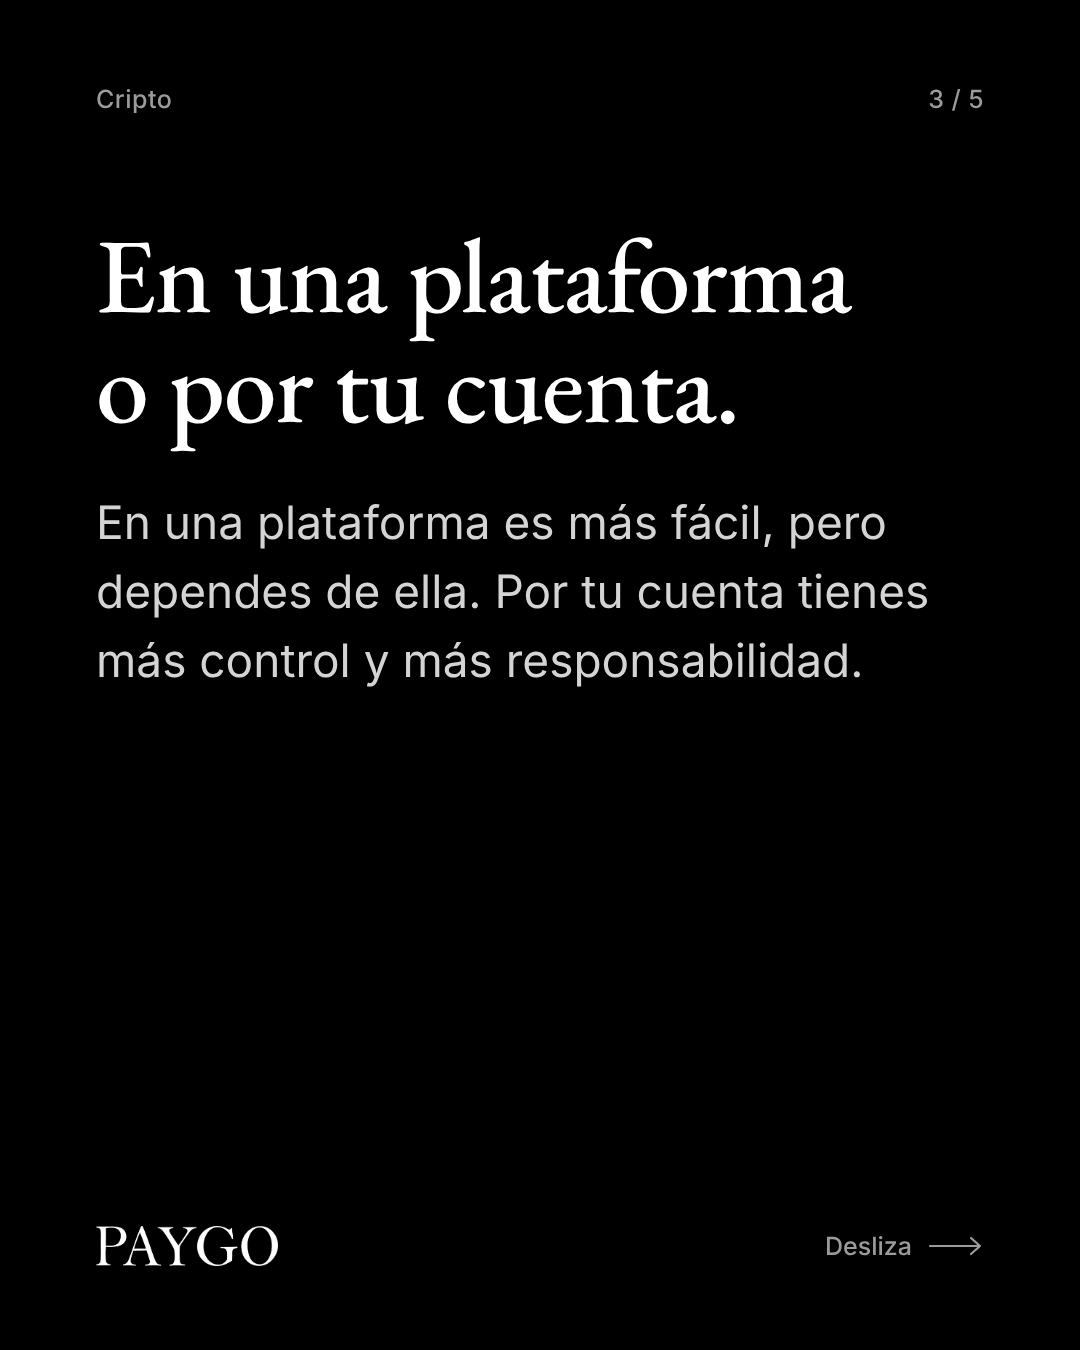 Cripto
3 / 5
En una plataforma
o por tu cuenta.
En una plataforma es más fácil, pero
dependes de ella. Por tu cuenta tienes
más control y más responsabilidad.
PAYGO
Desliza